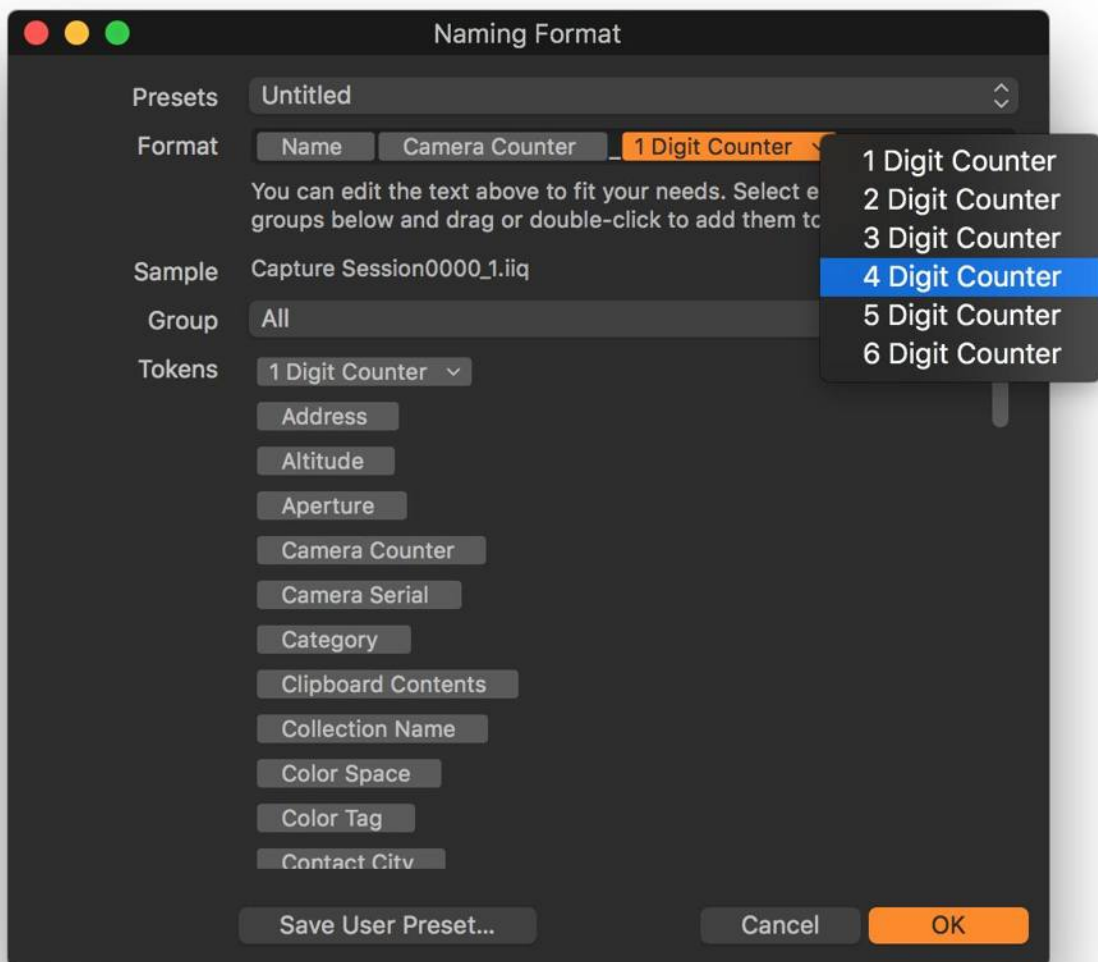 Naming Format
Presets Untitled
Format Name Camera Counter _ 1 Digit Counter
You can edit the text above to fit your needs. Select
groups below and drag or double-click to add them
Sample Capture Session0000_1.iiq
Group All
Tokens 1 Digit Counter
Address
Altitude
Aperture
Camera Counter
Camera Serial
Category
Clipboard Contents
Collection Name
Color Space
Color Tag
Contact City
1 Digit Counter
2 Digit Counter
3 Digit Counter
4 Digit Counter
5 Digit Counter
6 Digit Counter
Save User Preset... Cancel OK